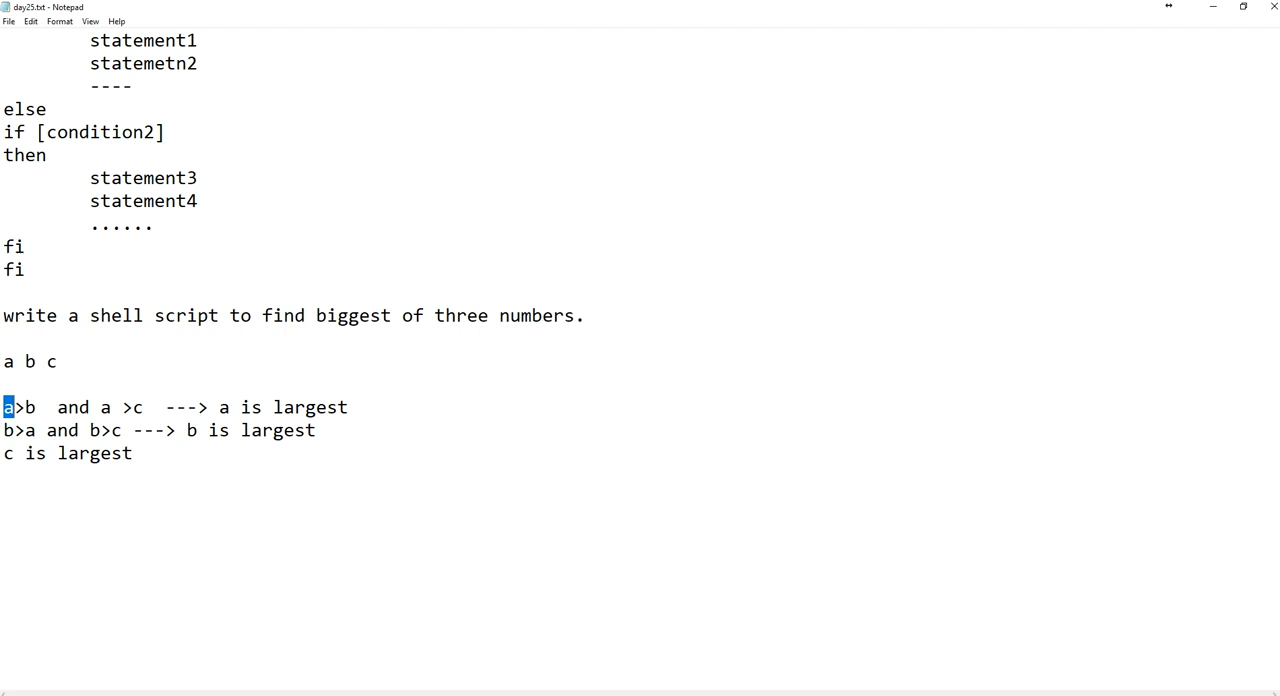 day25.txt - Notepad
File Edit Format View Help
statement1
statemetn2
----
else
if [condition2]
then
statement3
statement4
......
fi
fi
write a shell script to find biggest of three numbers.
a b c
a>b  and a >c  ---> a is largest
b>a and b>c ---> b is largest
c is largest